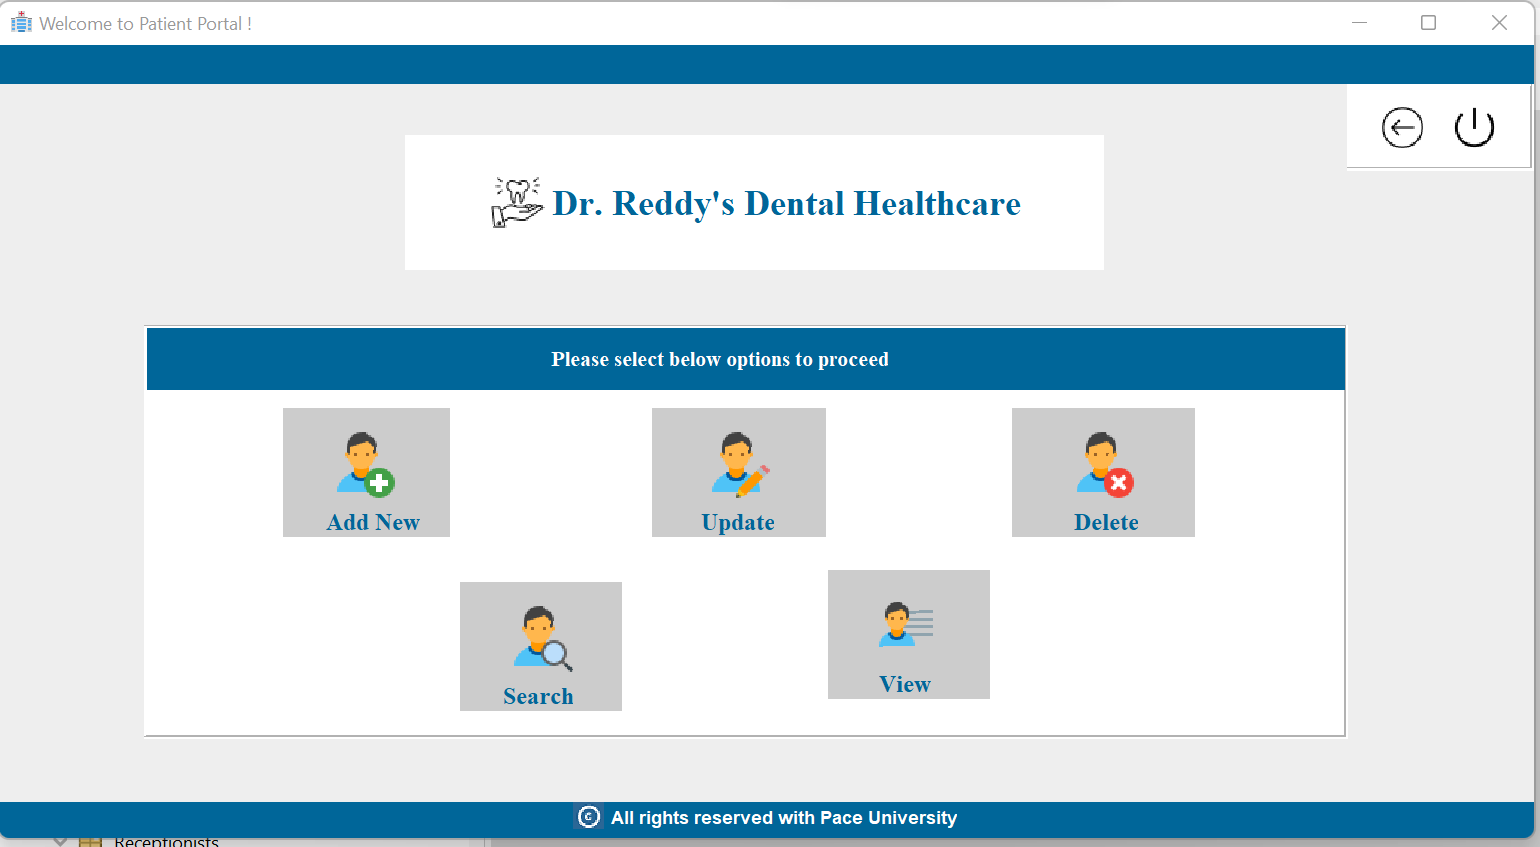 Welcome to Patient Portal !
Dr. Reddy's Dental Healthcare
Please select below options to proceed
Add New
Update
Delete
Search
View
© All rights reserved with Pace University
Receptionists